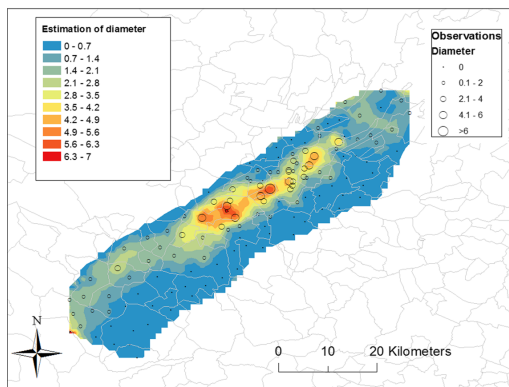 Estimation of diameter
0 - 0.7
0.7 - 1.4
1.4 - 2.1
2.1 - 2.8
2.8 - 3.5
3.5 - 4.2
4.2 - 4.9
4.9 - 5.6
5.6 - 6.3
6.3 - 7
Observations
Diameter
0
0.1 - 2
2.1 - 4
4.1 - 6
>6
N
0 10 20 Kilometers